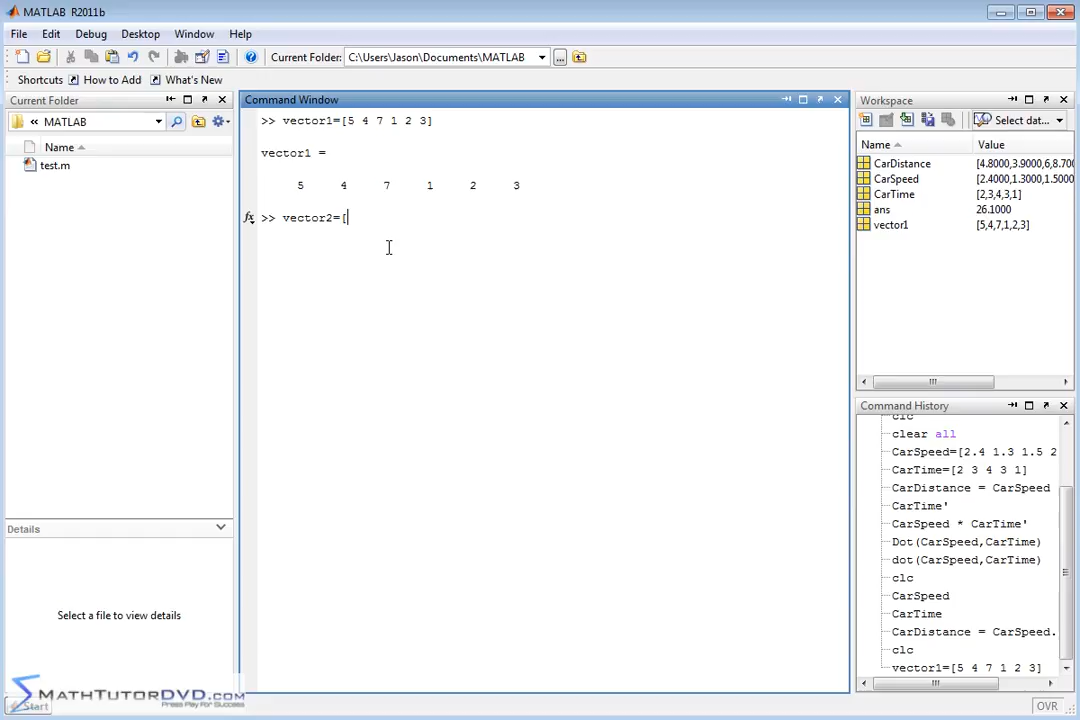 MATLAB R2011b
File Edit Debug Desktop Window Help
Current Folder: C:\Users\Jason\Documents\MATLAB ...
Shortcuts How to Add What's New
Current Folder
« MATLAB
Name
test.m
Details
Select a file to view details
Command Window
>> vector1=[5 4 7 1 2 3]
vector1 =
5 4 7 1 2 3
fx >> vector2=[
Workspace
Select dat...
Name Value
CarDistance [4.8000,3.9000,6,8.700
CarSpeed [2.4000,1.3000,1.5000
CarTime [2,3,4,3,1]
ans 26.1000
vector1 [5,4,7,1,2,3]
Command History
clc
clear all
CarSpeed=[2.4 1.3 1.5 2
CarTime=[2 3 4 3 1]
CarDistance = CarSpeed
CarTime'
CarSpeed * CarTime'
Dot(CarSpeed,CarTime)
dot(CarSpeed,CarTime)
clc
CarSpeed
CarTime
CarDistance = CarSpeed.
clc
vector1=[5 4 7 1 2 3]
MATHTUTORDVD.COM
Press Play For Success
Start
OVR